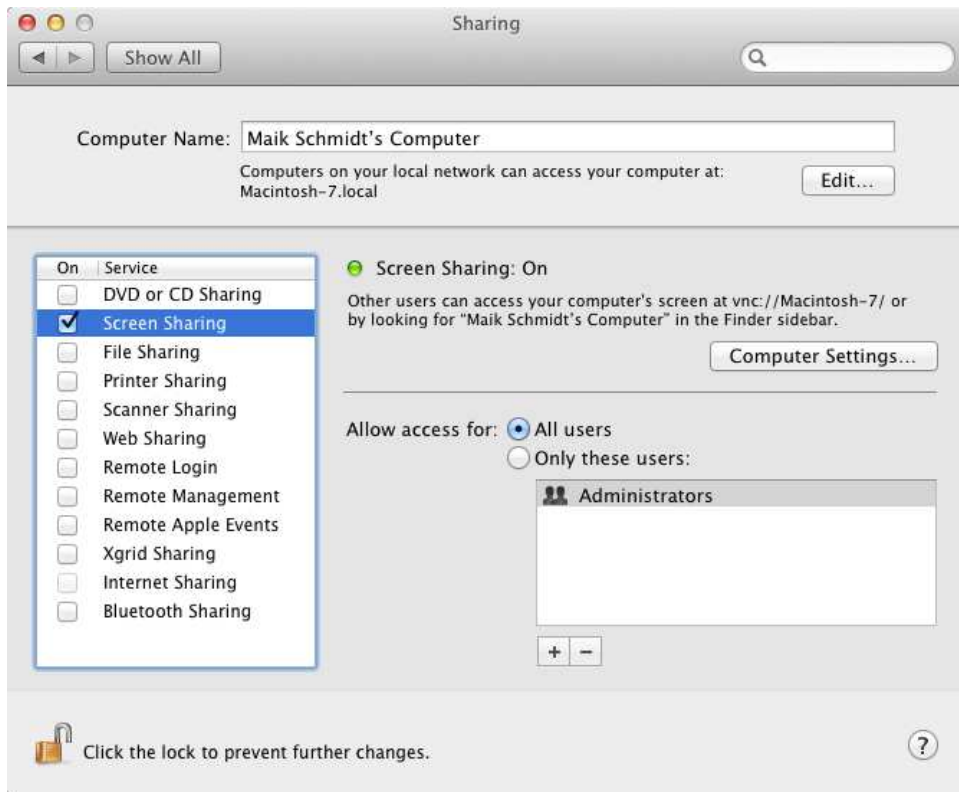 Sharing
Show All
Computer Name: Maik Schmidt's Computer
Computers on your local network can access your computer at:
Macintosh-7.local
Edit...
On Service
DVD or CD Sharing
Screen Sharing
File Sharing
Printer Sharing
Scanner Sharing
Web Sharing
Remote Login
Remote Management
Remote Apple Events
Xgrid Sharing
Internet Sharing
Bluetooth Sharing
Screen Sharing: On
Other users can access your computer's screen at vnc://Macintosh-7/ or
by looking for “Maik Schmidt's Computer” in the Finder sidebar.
Computer Settings...
Allow access for: All users
Only these users:
Administrators
+ −
Click the lock to prevent further changes.
?